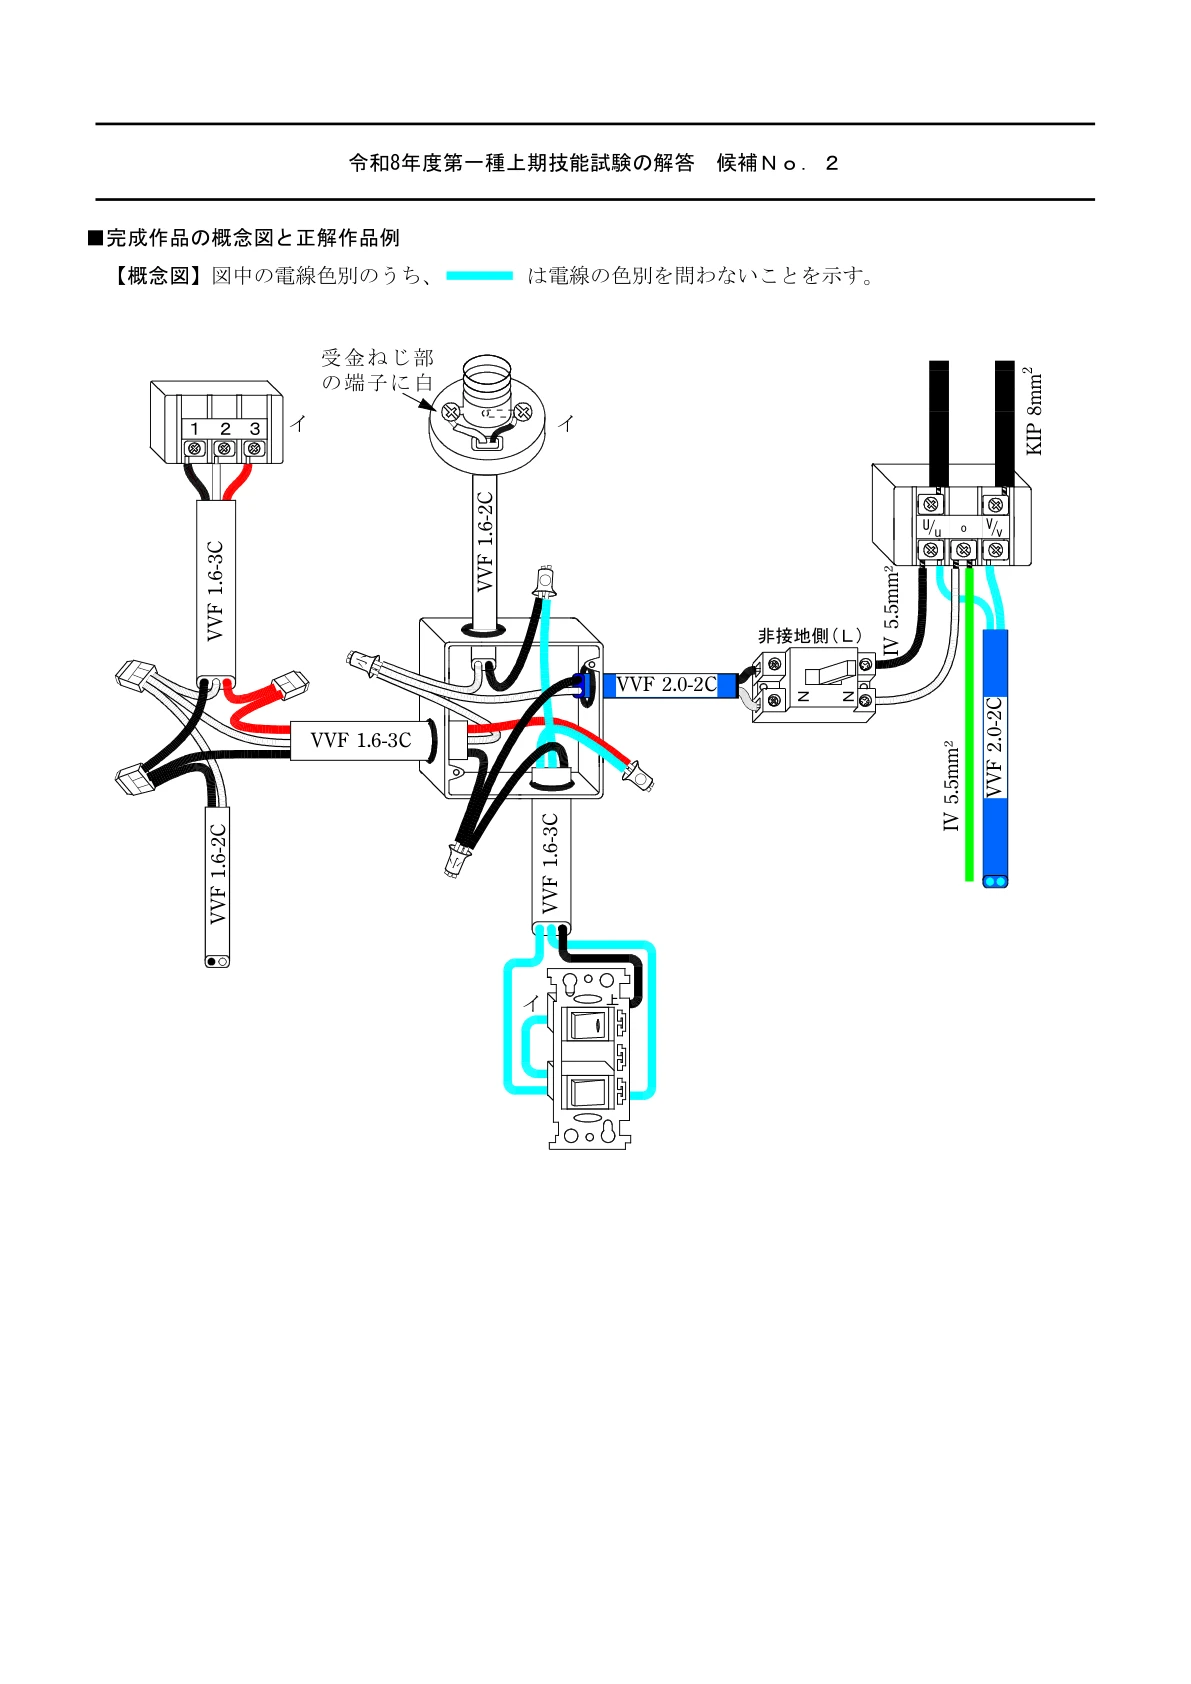 令和8年度第一種上期技能試験の解答　候補Ｎｏ．２
■完成作品の概念図と正解作品例
【概念図】図中の電線色別のうち、　は電線の色別を問わないことを示す。
受金ねじ部
の端子に白
イ
イ
1 2 3
KIP 8mm²
U/u o V/v
VVF 1.6-3C
VVF 1.6-2C
IV 5.5mm²
非接地側(L)
VVF 2.0-2C
N N
VVF 1.6-3C
VVF 2.0-2C
IV 5.5mm²
VVF 1.6-2C
VVF 1.6-3C
イ 上